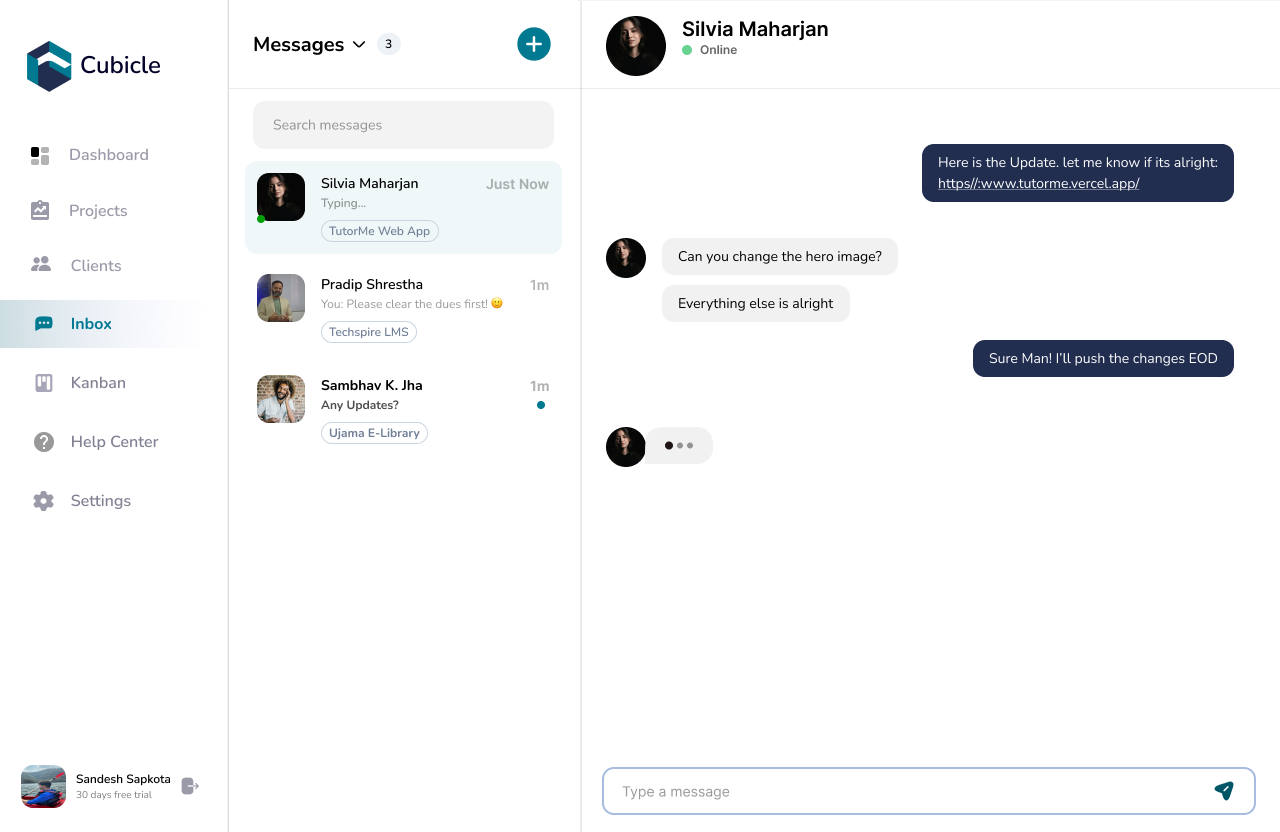 Cubicle
Dashboard
Projects
Clients
Inbox
Kanban
Help Center
Settings
Sandesh Sapkota
30 days free trial
Messages 3
Search messages
Silvia Maharjan Just Now
Typing...
TutorMe Web App
Pradip Shrestha 1m
You: Please clear the dues first! 😀
Techspire LMS
Sambhav K. Jha 1m
Any Updates?
Ujama E-Library
Silvia Maharjan
Online
Here is the Update. let me know if its alright:
https//:www.tutorme.vercel.app/
Can you change the hero image?
Everything else is alright
Sure Man! I’ll push the changes EOD
Type a message